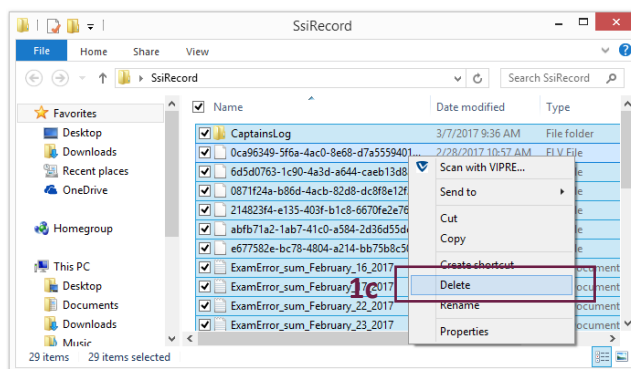 SsiRecord
File Home Share View
SsiRecord Search SsiRecord
Favorites
Desktop
Downloads
Recent places
OneDrive
Homegroup
This PC
Desktop
Documents
Downloads
Music
Name Date modified Type
CaptainsLog 3/7/2017 9:36 AM File folder
0ca96349-5f6a-4ac0-8e68-d7a5559401... 2/28/2017 10:57 AM FLV File
6d5d0763-1c90-4a3d-a644-caeb13d8
0871f24a-b86d-4acb-82d8-dc8f8e12f
214823f4-e135-403f-b1c8-6670fe2e76
abfb71a2-1ab7-41c0-a584-2d36d55d
e677582e-bc78-4804-a214-bb75b8c5
ExamError_sum_February_16_2017
ExamError_sum_February_17_2017
ExamError_sum_February_22_2017
ExamError_sum_February_23_2017
Scan with VIPRE...
Send to
Cut
Copy
Create shortcut
Delete
Rename
Properties
1c
29 items 29 items selected